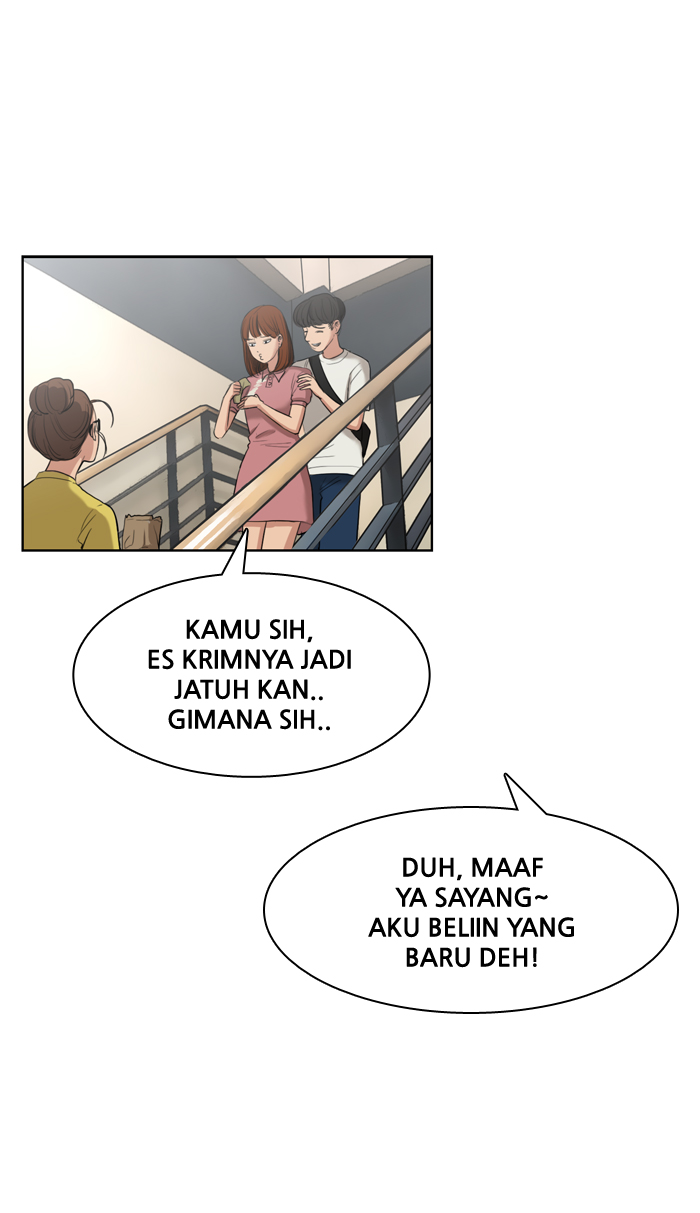 KAMU SIH,
ES KRIMNYA JADI
JATUH KAN..
GIMANA SIH..
DUH, MAAF
YA SAYANG~
AKU BELIIN YANG
BARU DEH!